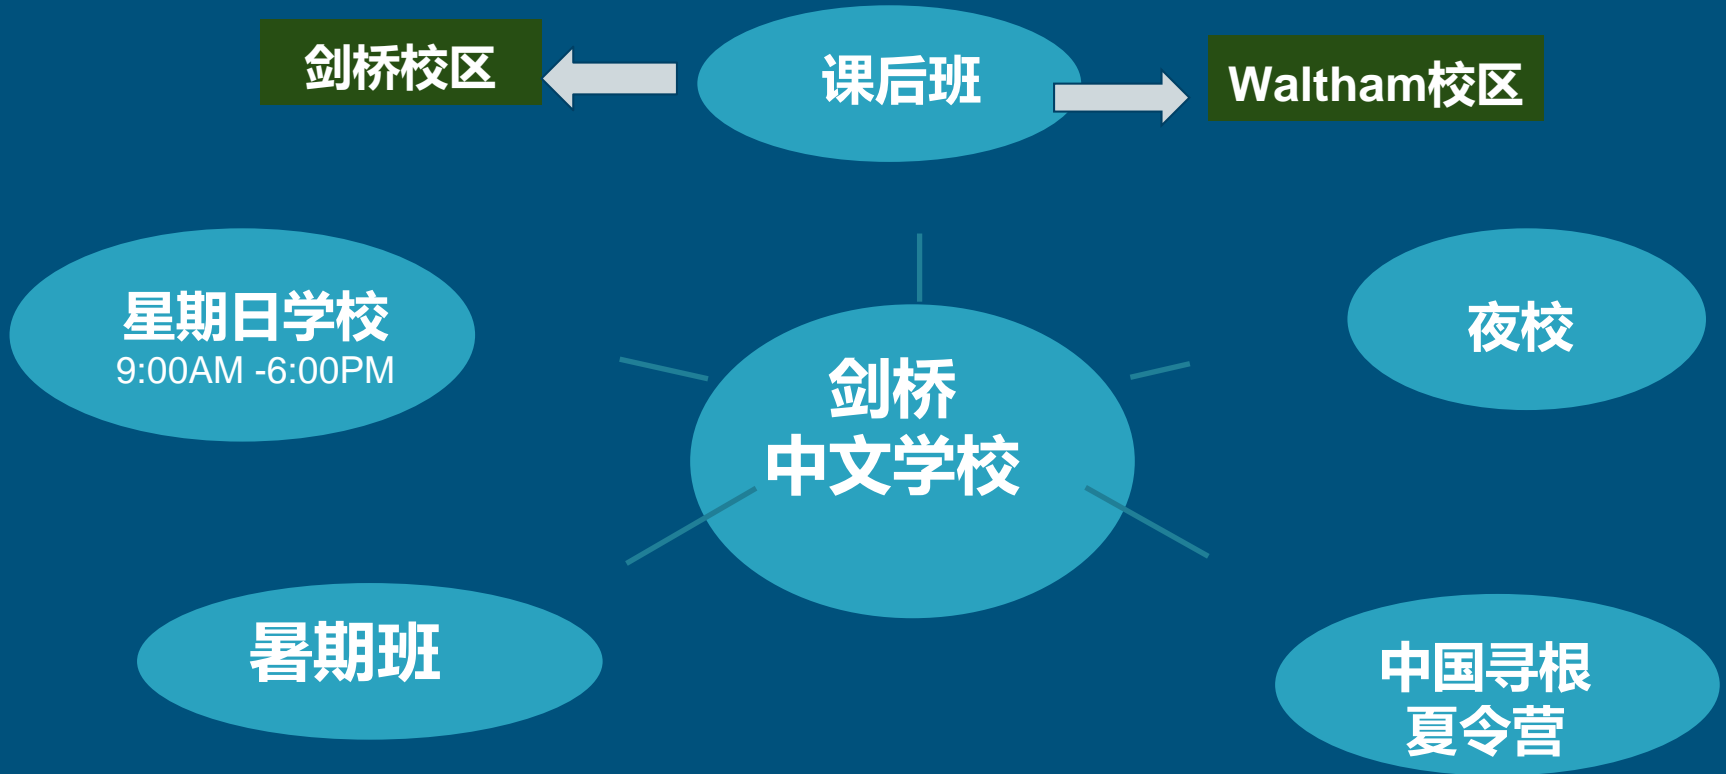 剑桥校区
课后班
Waltham校区
星期日学校
9:00AM -6:00PM
夜校
剑桥
中文学校
暑期班
中国寻根
夏令营